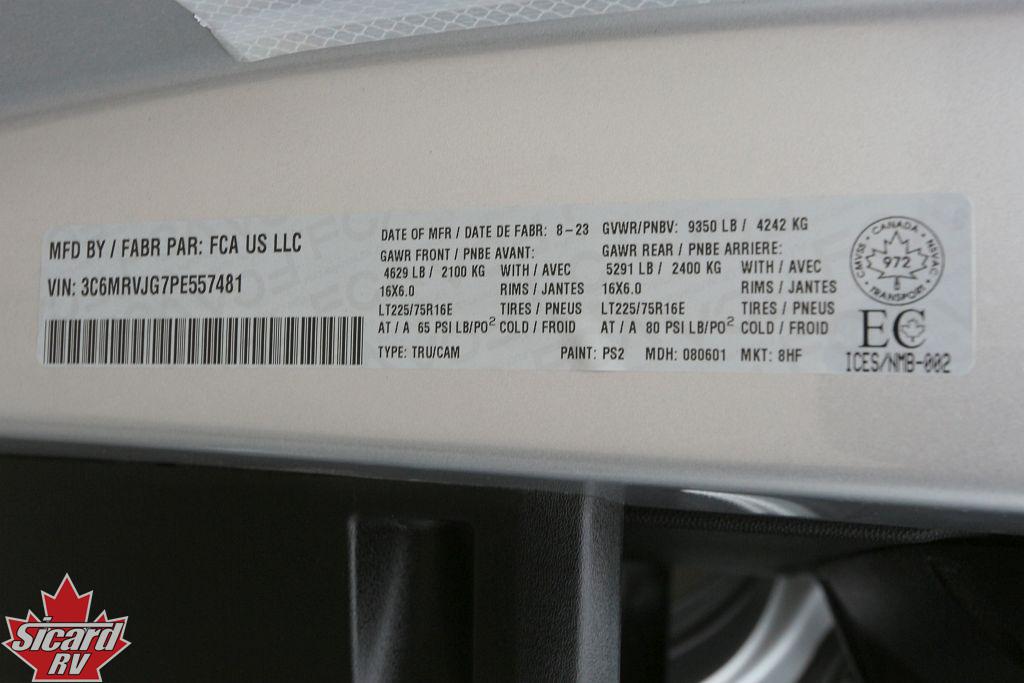 MFD BY / FABR PAR: FCA US LLC
VIN: 3C6MRVJG7PE557481
DATE OF MFR / DATE DE FABR: 8-23 GVWR/PNBV: 9350 LB / 4242 KG
GAWR FRONT / PNBE AVANT: GAWR REAR / PNBE ARRIERE:
4629 LB / 2100 KG WITH / AVEC 5291 LB / 2400 KG WITH / AVEC
16X6.0 RIMS / JANTES 16X6.0 RIMS / JANTES
LT225/75R16E TIRES / PNEUS LT225/75R16E TIRES / PNEUS
AT / A 65 PSI LB/PO² COLD / FROID AT / A 80 PSI LB/PO² COLD / FROID
TYPE: TRU/CAM PAINT: PS2 MDH: 080601 MKT: 8HF
CANADA
CMVSS NSVAC
972
TRANSPORT
EC
ICES/NMB-002
Sicard
RV